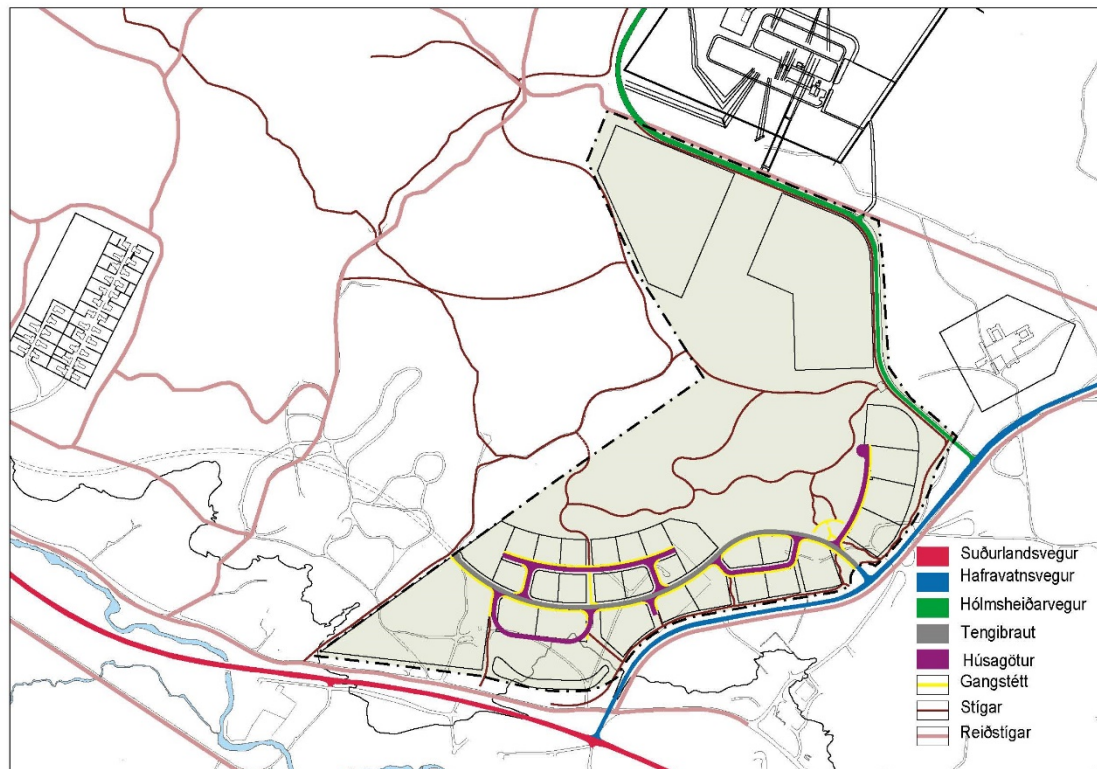 Suðurlandsvegur
Hafravatnsvegur
Hólmsheiðarvegur
Tengibraut
Húsagötur
Gangstétt
Stígar
Reiðstígar